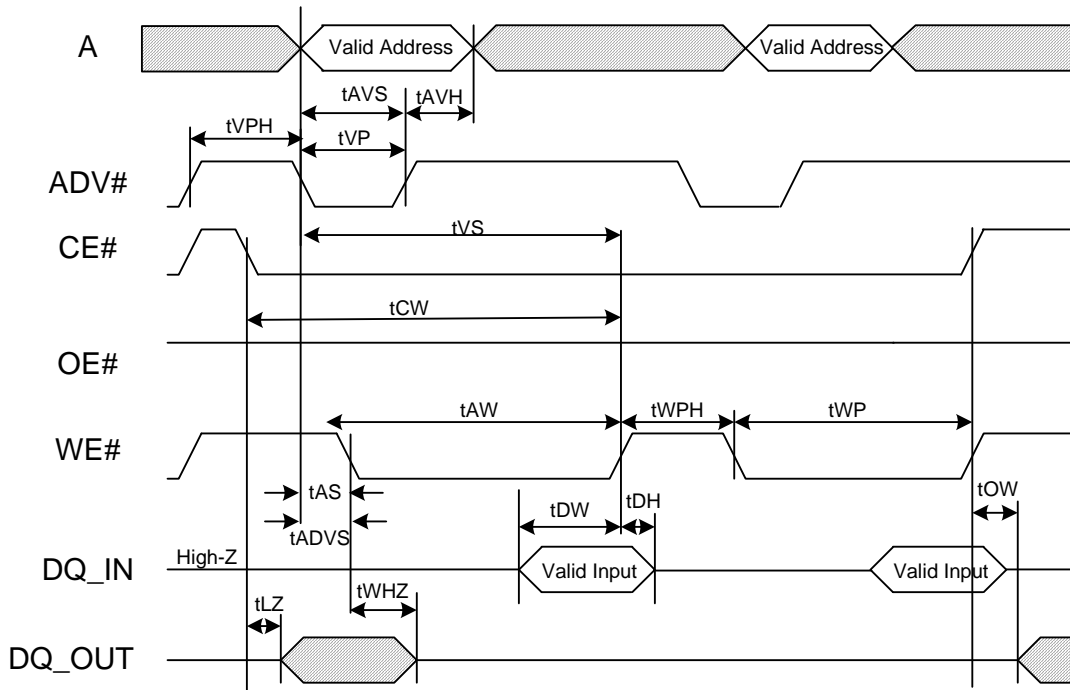 A
Valid Address
Valid Address
tAVS
tAVH
tVPH
tVP
ADV#
tVS
CE#
tCW
OE#
tAW
tWPH
tWP
WE#
tAS
tDW
tDH
tOW
tADVS
High-Z
DQ_IN
Valid Input
Valid Input
tWHZ
tLZ
DQ_OUT